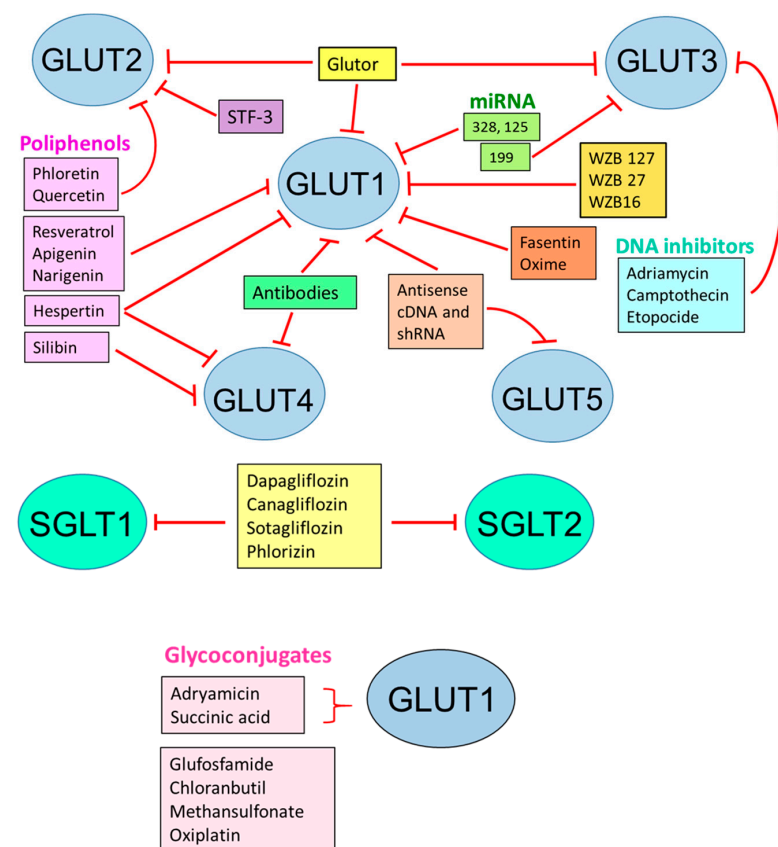 GLUT2
Glutor
GLUT3
STF-3
miRNA
328, 125
199
Poliphenols
Phloretin
Quercetin
GLUT1
WZB 127
WZB 27
WZB16
Resveratrol
Apigenin
Narigenin
Fasentin
Oxime
DNA inhibitors
Adriamycin
Camptothecin
Etopocide
Hespertin
Antibodies
Antisense
cDNA and
shRNA
Silibin
GLUT4
GLUT5
SGLT1
Dapagliflozin
Canagliflozin
Sotagliflozin
Phlorizin
SGLT2
Glycoconjugates
Adryamicin
Succinic acid
GLUT1
Glufosfamide
Chloranbutil
Methansulfonate
Oxiplatin